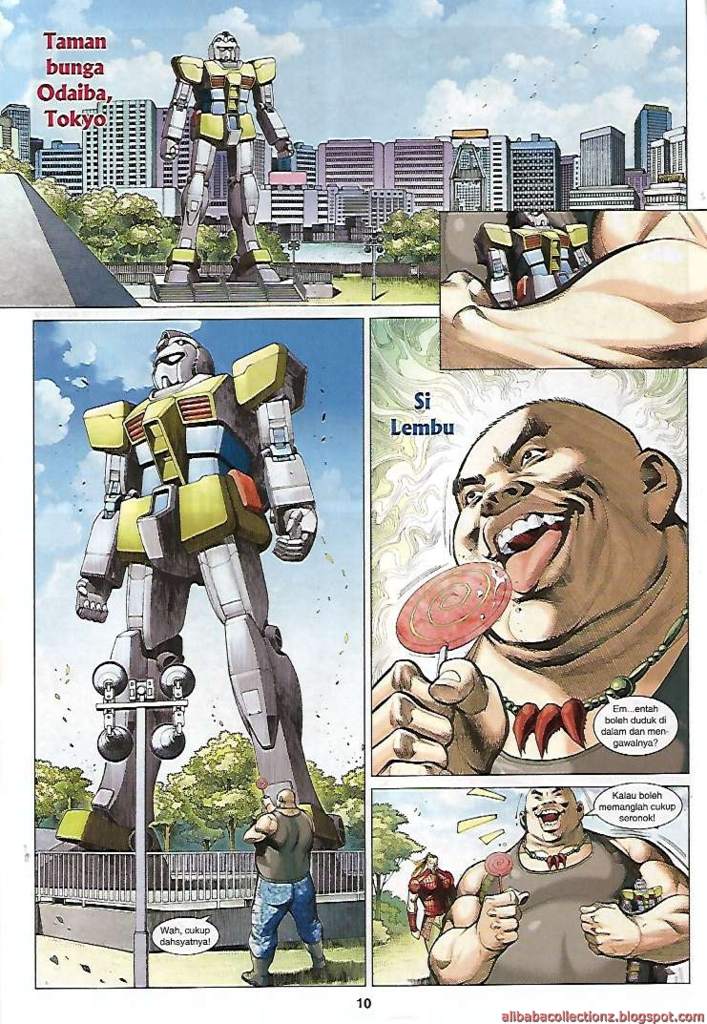 Taman
bunga
Odaiba,
Tokyo
Si
Lembu
Em...entah
boleh duduk di
dalam dan men-
gawalnya?
Wah, cukup
dahsyatnya!
Kalau boleh
memanglah cukup
seronok!
10
alibabacollectionz.blogspot.com